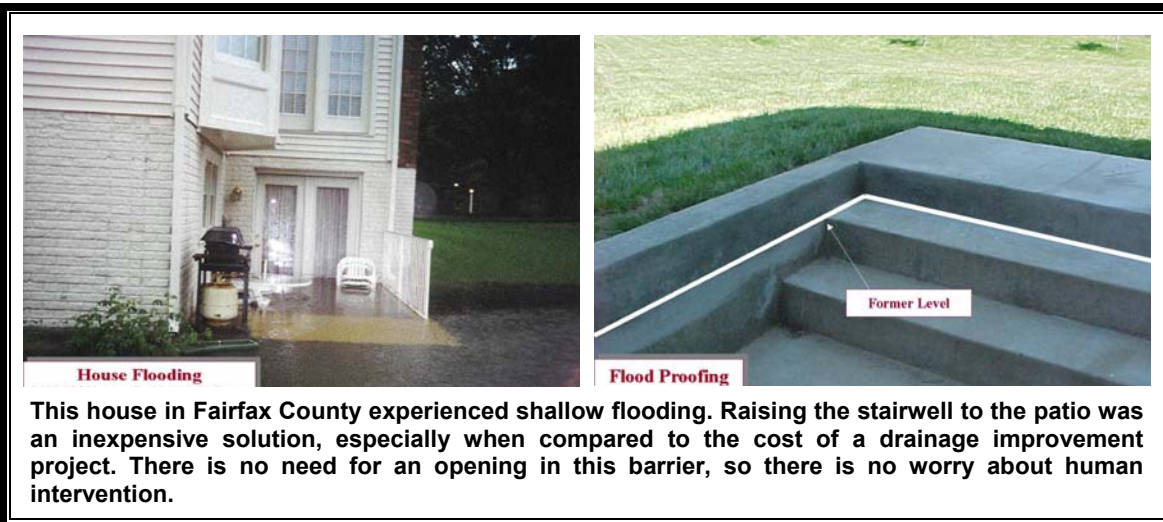 House Flooding
Former Level
Flood Proofing
This house in Fairfax County experienced shallow flooding. Raising the stairwell to the patio was
an inexpensive solution, especially when compared to the cost of a drainage improvement
project. There is no need for an opening in this barrier, so there is no worry about human
intervention.